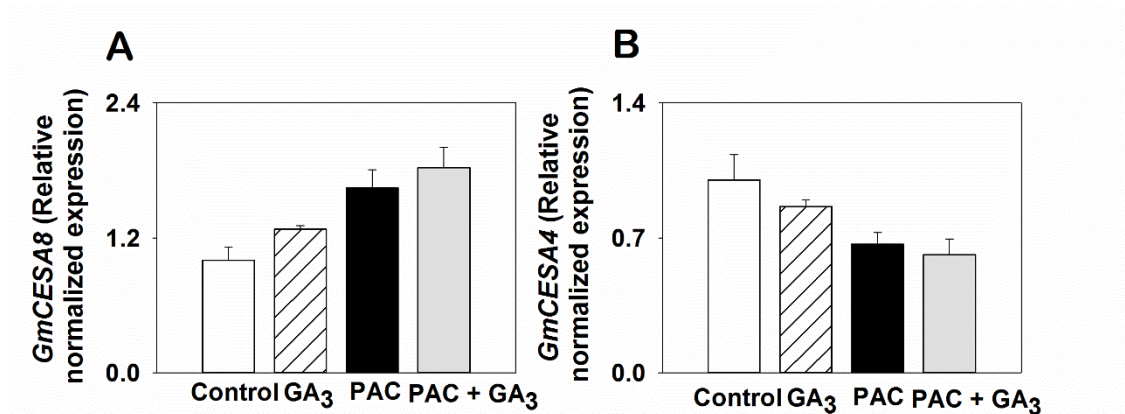 A
GmCESA8 (Relative
normalized expression)
2.4
1.2
0.0
Control GA3 PAC PAC + GA3
B
GmCESA4 (Relative
normalized expression)
1.4
0.7
0.0
Control GA3 PAC PAC + GA3